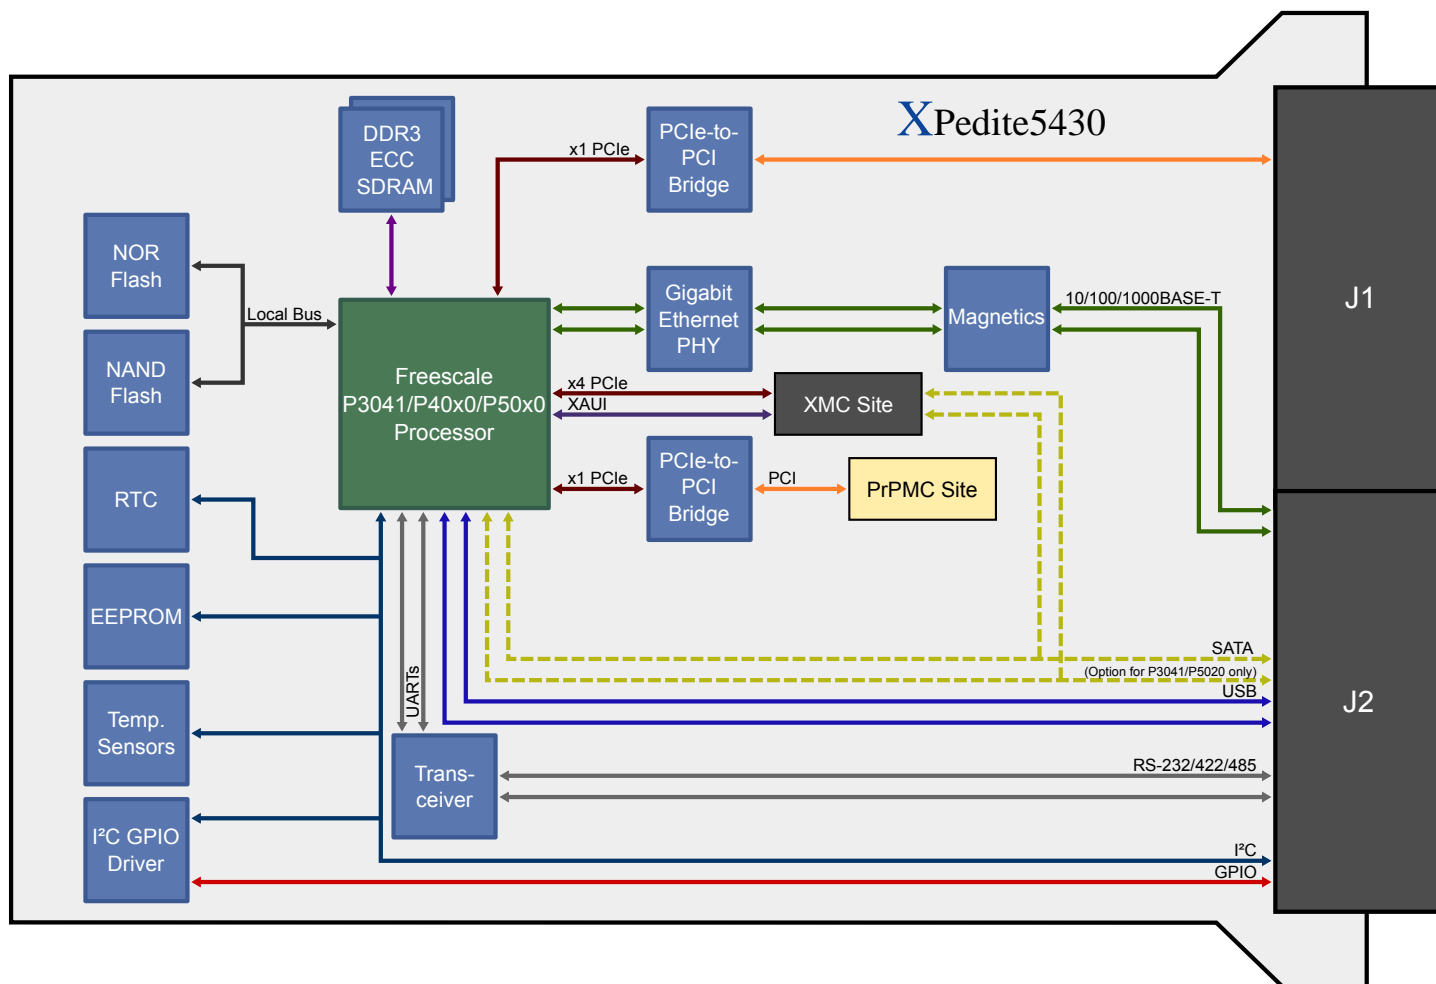 XPedite5430
DDR3
ECC
SDRAM
x1 PCIe
PCIe-to-
PCI
Bridge
NOR
Flash
NAND
Flash
Local Bus
Gigabit
Ethernet
PHY
Magnetics
10/100/1000BASE-T
J1
Freescale
P3041/P40x0/P50x0
Processor
x4 PCIe
XAUI
XMC Site
x1 PCIe
PCIe-to-
PCI
Bridge
PCI
PrPMC Site
RTC
EEPROM
Temp.
Sensors
I²C GPIO
Driver
UARTs
Trans-
ceiver
SATA
(Option for P3041/P5020 only)
USB
RS-232/422/485
I²C
GPIO
J2